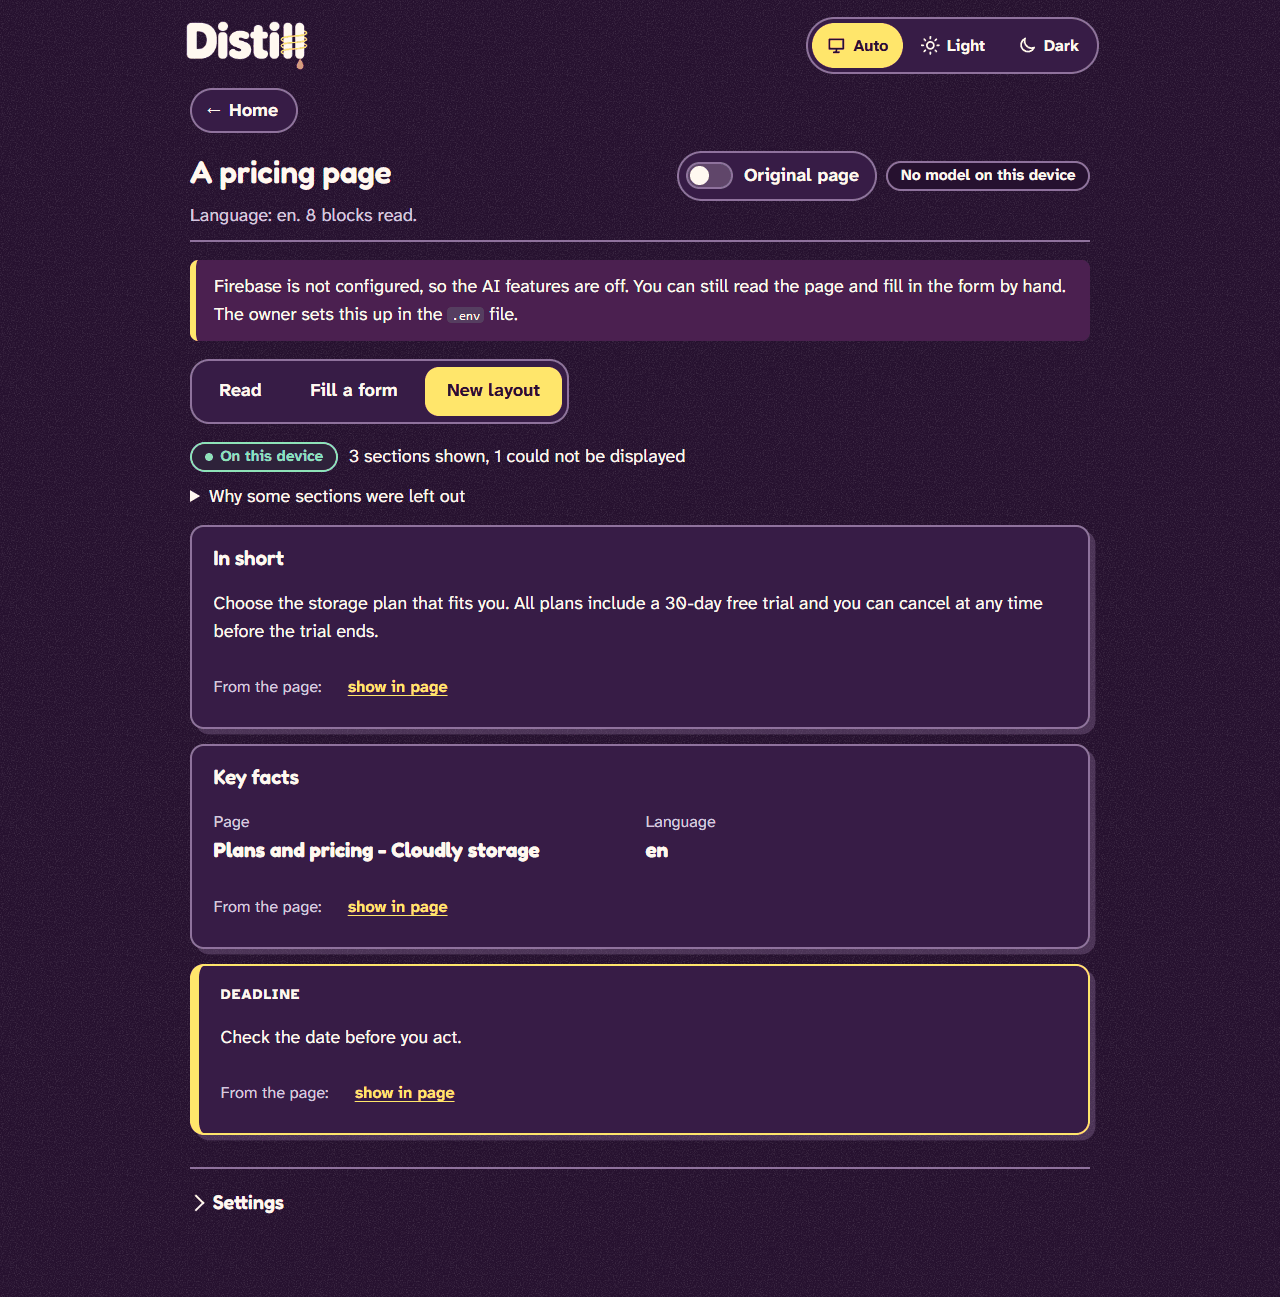 Distill
Auto Light Dark
← Home
A pricing page
Original page
No model on this device
Language: en. 8 blocks read.
Firebase is not configured, so the AI features are off. You can still read the page and fill in the form by hand.
The owner sets this up in the .env file.
Read Fill a form New layout
On this device 3 sections shown, 1 could not be displayed
Why some sections were left out
In short
Choose the storage plan that fits you. All plans include a 30-day free trial and you can cancel at any time
before the trial ends.
From the page: show in page
Key facts
Page Language
Plans and pricing - Cloudly storage en
From the page: show in page
DEADLINE
Check the date before you act.
From the page: show in page
Settings